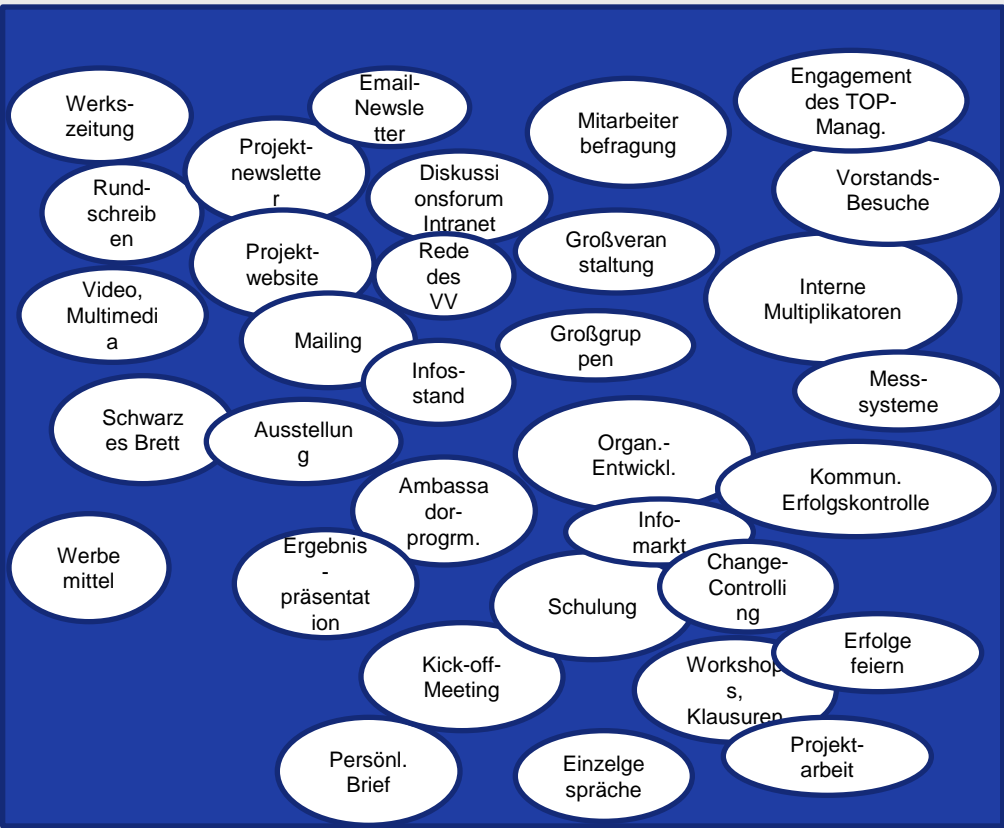 Werks-
zeitung
Email-
Newsle
tter
Mitarbeiter
befragung
Engagement
des TOP-
Manag.
Projekt-
newslette
r
Diskussi
onsforum
Intranet
Vorstands-
Besuche
Rund-
schreib
en
Projekt-
website
Rede
des
VV
Großveran
staltung
Interne
Multiplikatoren
Video,
Multimedi
a
Mailing
Infos-
stand
Großgrup
pen
Mess-
systeme
Schwarz
es Brett
Ausstellun
g
Organ.-
Entwickl.
Kommun.
Erfolgskontrolle
Ambassa
dor-
progrm.
Info-
markt
Werbe
mittel
Ergebnis
-
präsentat
ion
Schulung
Change-
Controlli
ng
Kick-off-
Meeting
Workshop
s,
Klausuren
Erfolge
feiern
Persönl.
Brief
Einzelge
spräche
Projekt-
arbeit